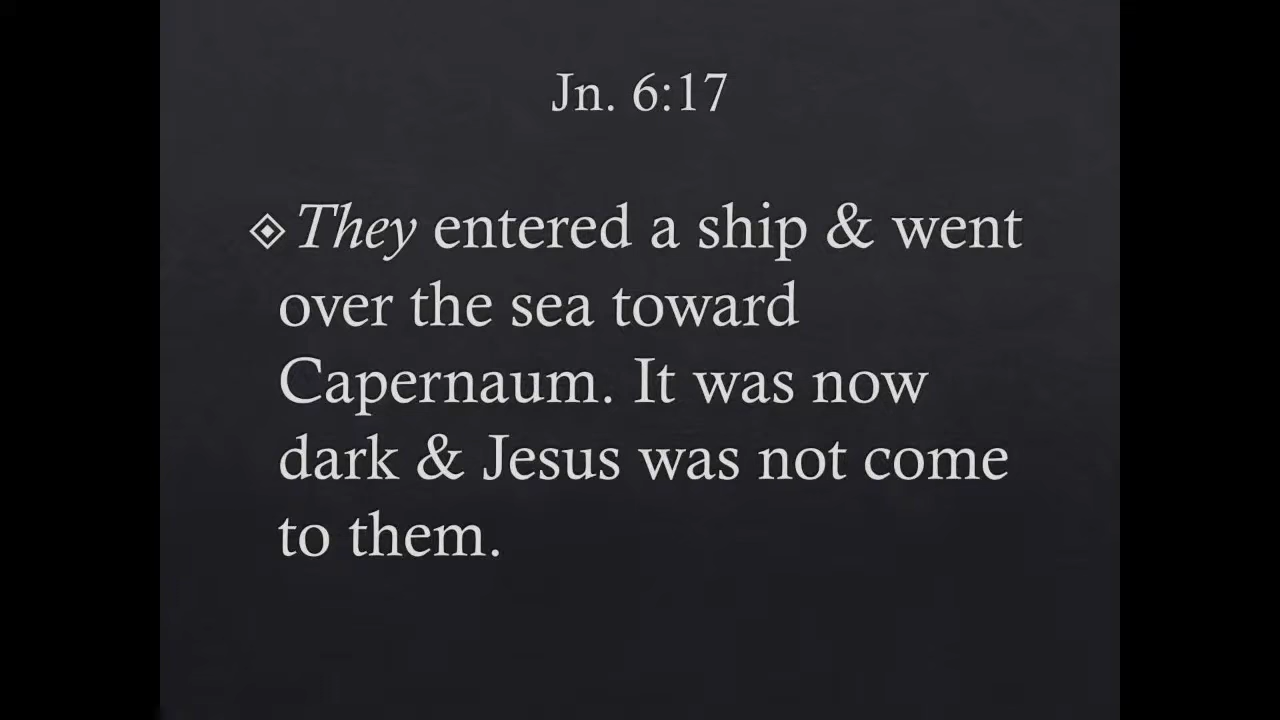 Jn. 6:17
They entered a ship & went
over the sea toward
Capernaum. It was now
dark & Jesus was not come
to them.